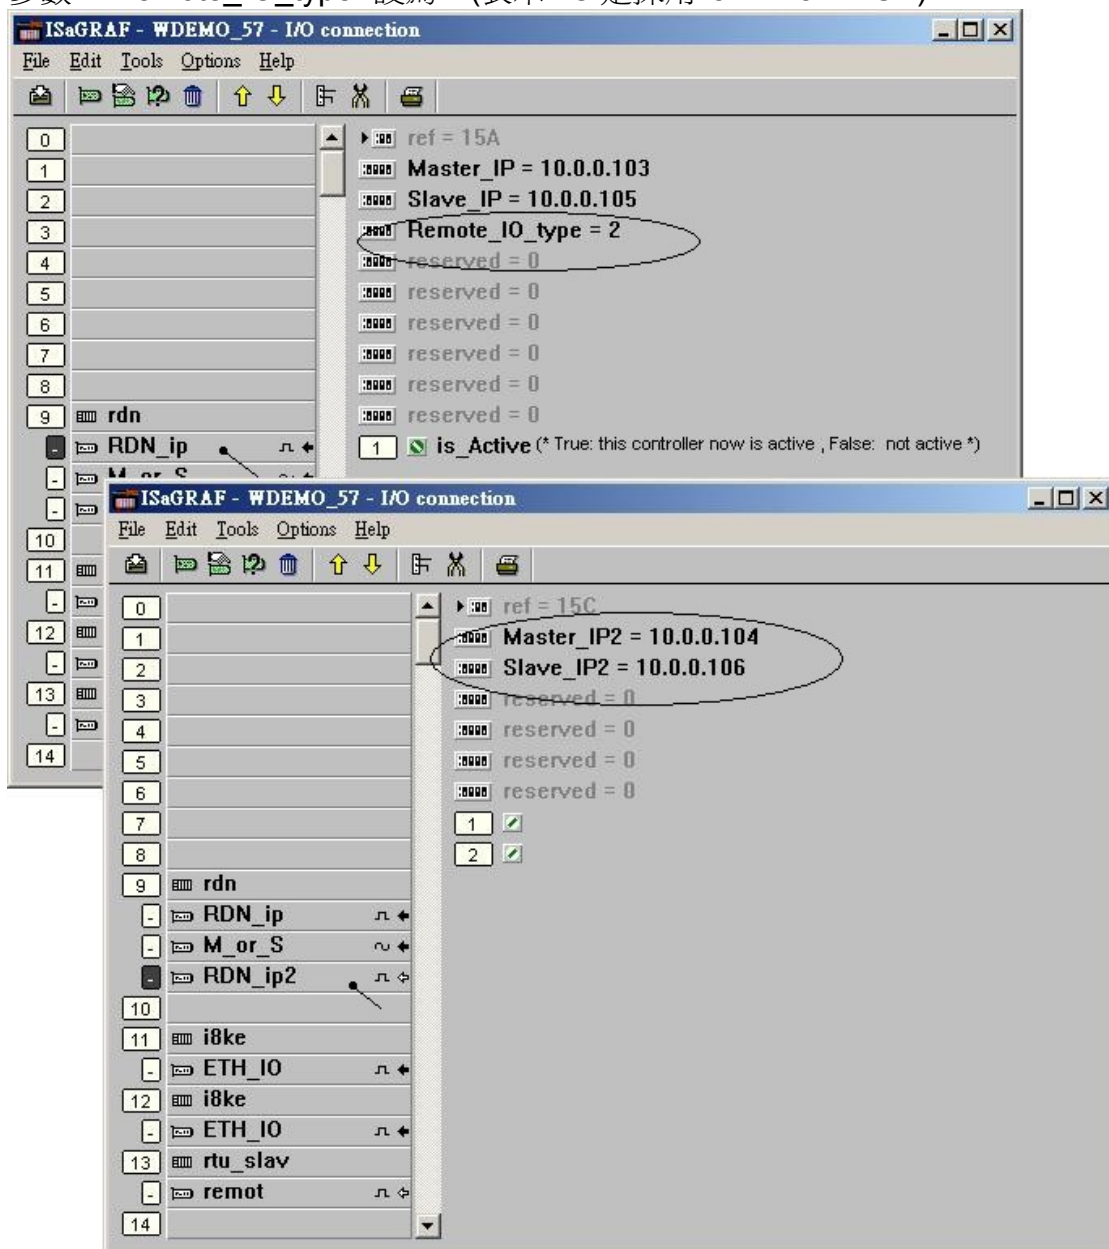 ISaGRAF - WDEMO_57 - I/O connection
File Edit Tools Options Help
0
1
2
3
4
5
6
7
8
9 rdn
- RDN_ip
- M_or_S
-
10
11
-
12
-
13
-
14
ref = 15A
Master_IP = 10.0.0.103
Slave_IP = 10.0.0.105
Remote_IO_type = 2
reserved = 0
reserved = 0
reserved = 0
reserved = 0
reserved = 0
reserved = 0
1 is_Active (* True: this controller now is active , False: not active *)
ISaGRAF - WDEMO_57 - I/O connection
File Edit Tools Options Help
0
1
2
3
4
5
6
7
8
9 rdn
- RDN_ip
- M_or_S
- RDN_ip2
10
11 i8ke
- ETH_IO
12 i8ke
- ETH_IO
13 rtu_slav
- remot
14
ref = 15C
Master_IP2 = 10.0.0.104
Slave_IP2 = 10.0.0.106
reserved = 0
reserved = 0
reserved = 0
reserved = 0
1
2